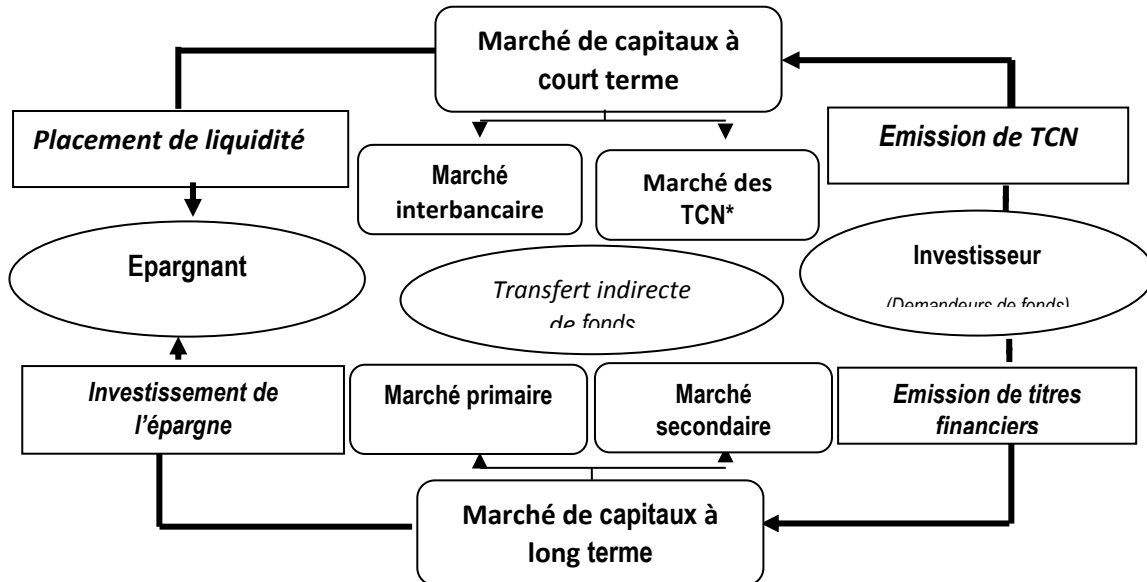 Marché de capitaux à
court terme
Placement de liquidité
Emission de TCN
Marché
interbancaire
Marché des
TCN*
Epargnant
Transfert indirecte
de fonds
Investisseur
(Demandeurs de fonds)
Investissement de
l’épargne
Marché primaire
Marché
secondaire
Emission de titres
financiers
Marché de capitaux à
long terme